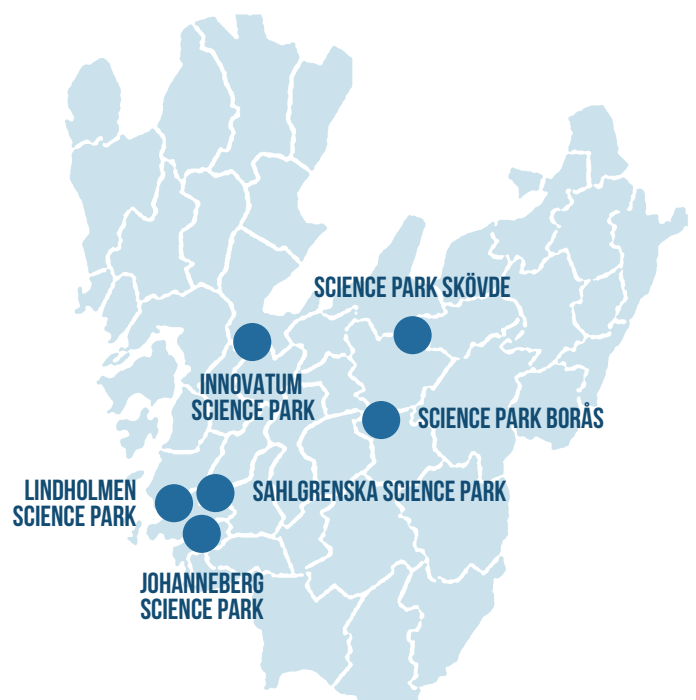 SCIENCE PARK SKÖVDE
INNOVATUM
SCIENCE PARK
SCIENCE PARK BORÅS
LINDHOLMEN
SCIENCE PARK
SAHLGRENSKA SCIENCE PARK
JOHANNEBERG
SCIENCE PARK